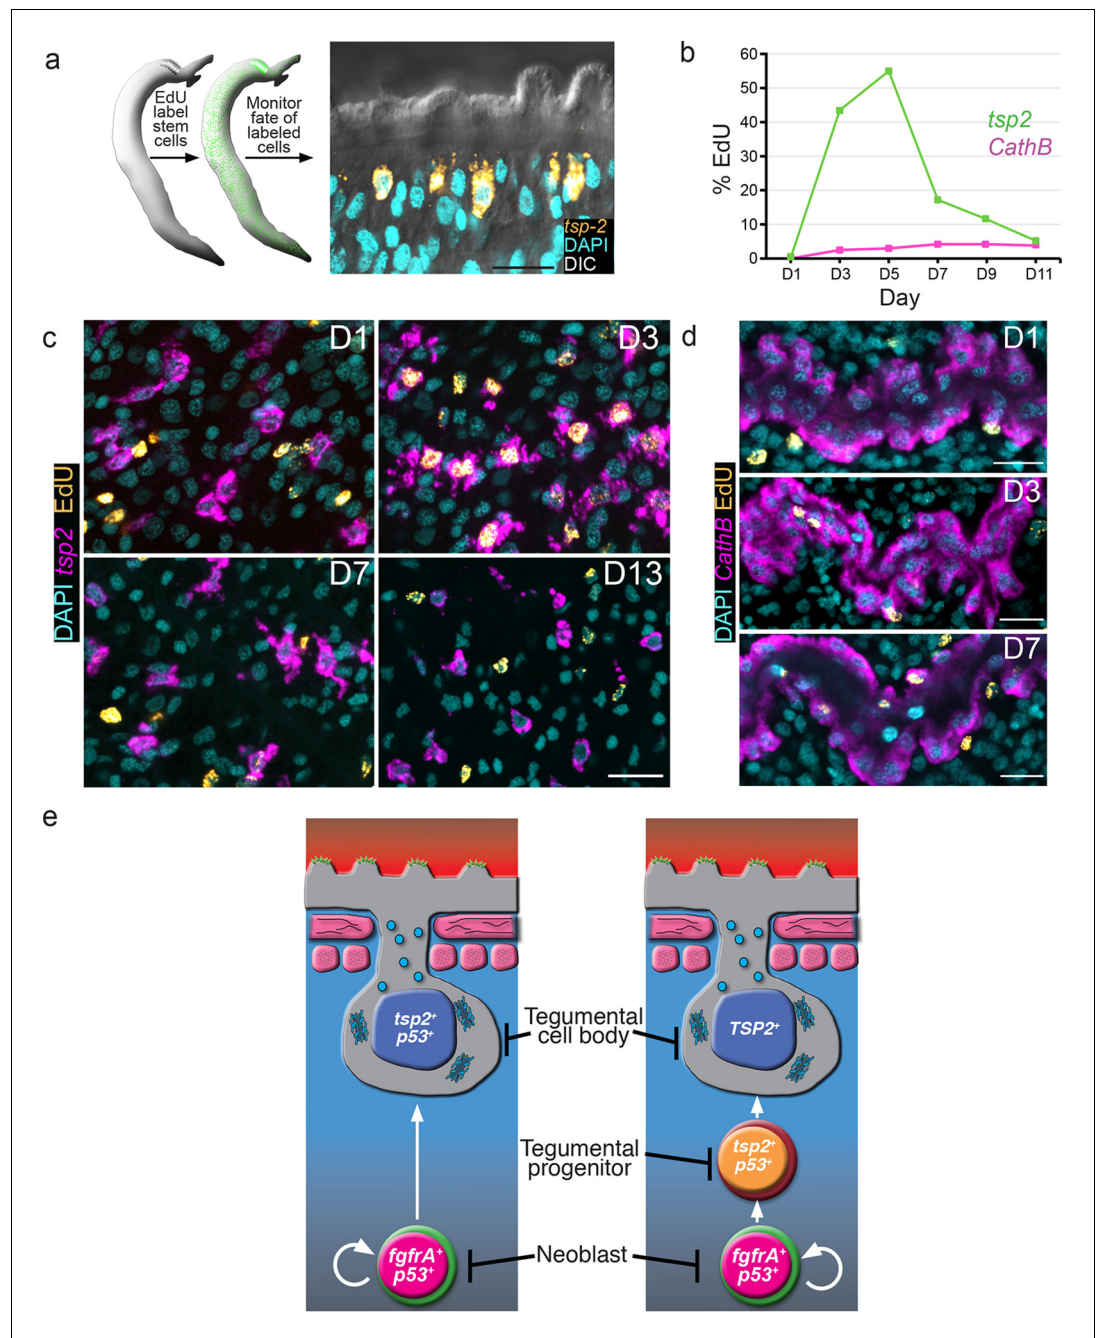 a
EdU
label
stem
cells
Monitor
fate of
labeled
cells
tsp-2
DAPI
DIC
b
% EdU
60
50
40
30
20
10
0
tsp2
CathB
D1 D3 D5 D7 D9 D11
Day
c
DAPI tsp2 EdU
D1
D3
D7
D13
d
DAPI CathB EdU
D1
D3
D7
e
tsp2+
p53+
Tegumental
cell body
TSP2+
Tegumental
progenitor
tsp2+
p53+
fgfrA+
p53+
Neoblast
fgfrA+
p53+